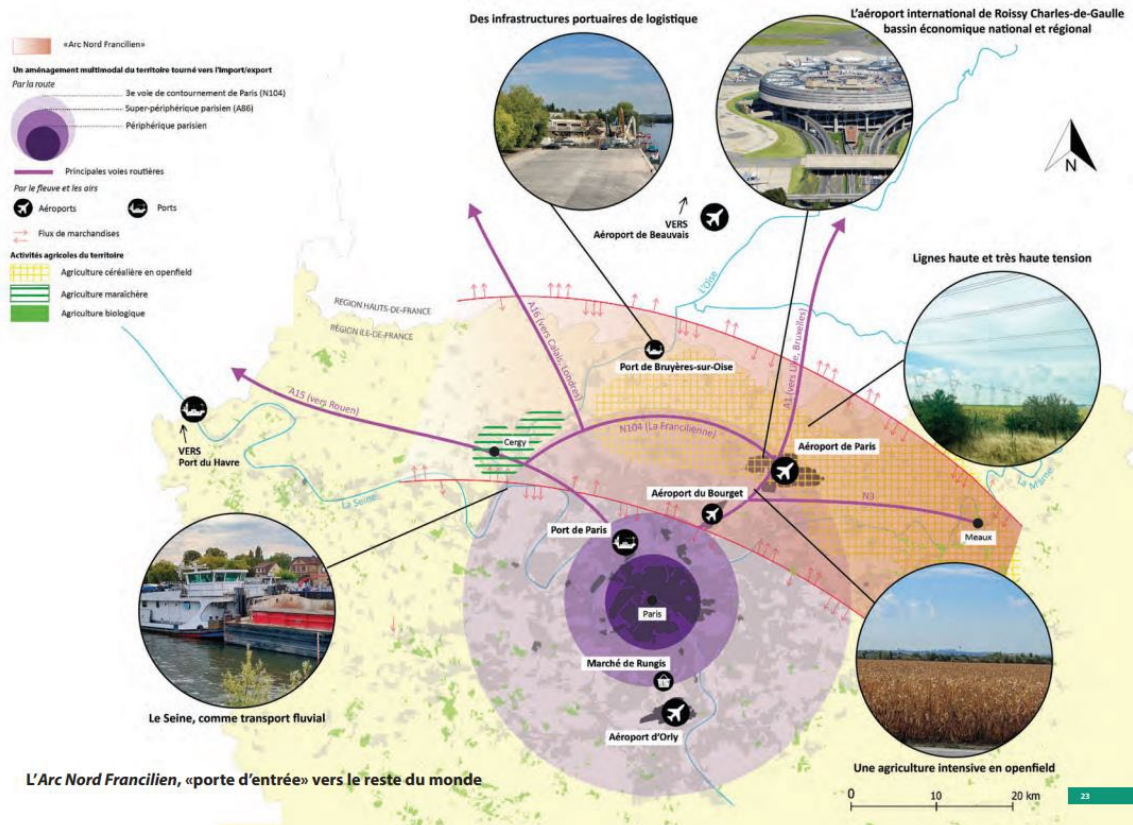 Des infrastructures portuaires de logistique
L'aéroport international de Roissy Charles-de-Gaulle
bassin économique national et régional
«Arc Nord Francilien»
Un aménagement multimodal du territoire tourné vers l'Import/export
Par la route
3e voie de contournement de Paris (N104)
Super-périphérique parisien (A86)
Périphérique parisien
Principales voies routières
Par le fleuve et les airs
Aéroports
Ports
Flux de marchandises
Activités agricoles du territoire
Agriculture céréalière en openfield
Agriculture maraîchère
Agriculture biologique
N
VERS
Aéroport de Beauvais
Lignes haute et très haute tension
L'Oise
REGION HAUTS-DE-FRANCE
RÉGION ILE-DE-FRANCE
A16 (vers Calais, Londres)
A1 (vers Lille, Bruxelles)
Port de Bruyères-sur-Oise
A15 (vers Rouen)
VERS
Port du Havre
Cergy
N104 (La Francilienne)
Aéroport de Paris
La Seine
Aéroport du Bourget
N3
La Marne
Meaux
Port de Paris
Paris
Marché de Rungis
Aéroport d'Orly
Le Seine, comme transport fluvial
Une agriculture intensive en openfield
L'Arc Nord Francilien, «porte d'entrée» vers le reste du monde
0 10 20 km
23